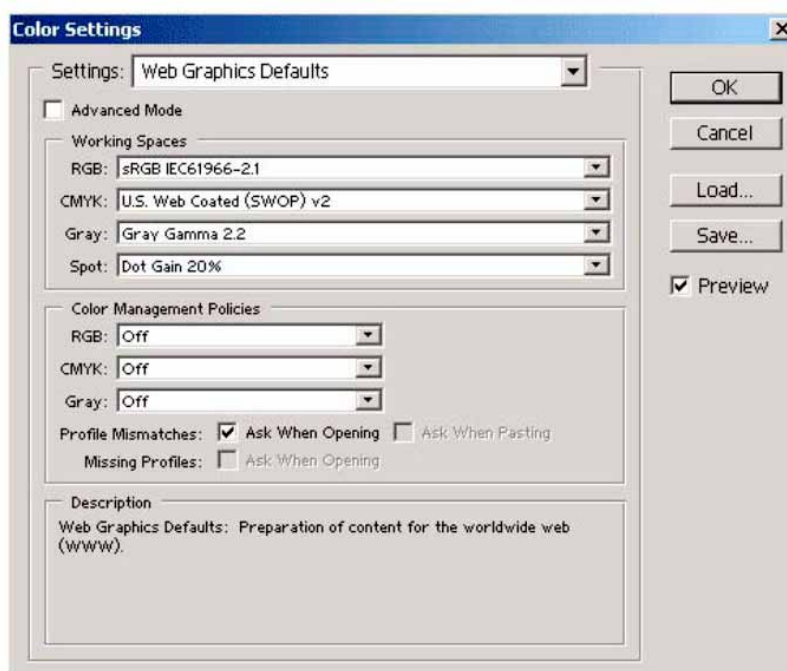 Color Settings
Settings: Web Graphics Defaults
OK
Advanced Mode
Cancel
Working Spaces
RGB: sRGB IEC61966-2.1
Load...
CMYK: U.S. Web Coated (SWOP) v2
Gray: Gray Gamma 2.2
Save...
Spot: Dot Gain 20%
Preview
Color Management Policies
RGB: Off
CMYK: Off
Gray: Off
Profile Mismatches: Ask When Opening Ask When Pasting
Missing Profiles: Ask When Opening
Description
Web Graphics Defaults: Preparation of content for the worldwide web
(WWW).